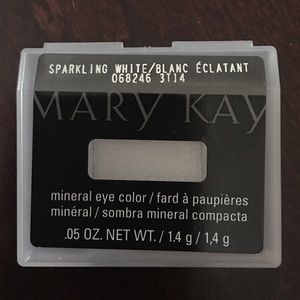 SPARKLING WHITE/BLANC ÉCLATANT
068246 3114
MARY KAY
mineral eye color / fard à paupières
minéral / sombra mineral compacta
.05 OZ. NET WT. / 1.4 g / 1,4 g